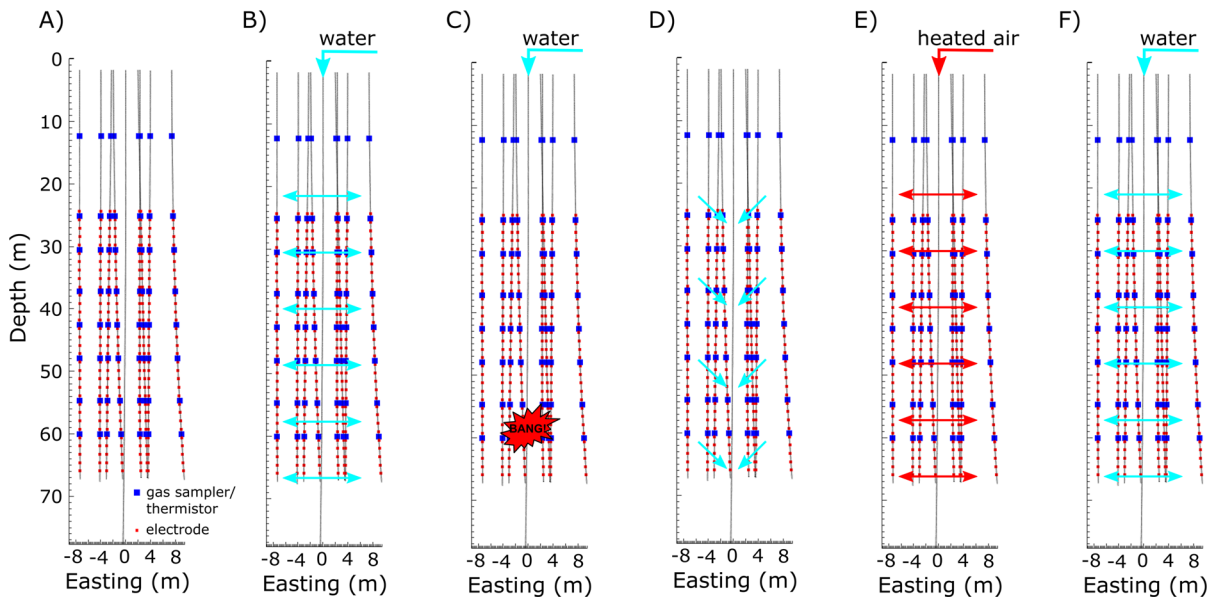 A)
B)
C)
D)
E)
F)
water
water
heated air
water
0
10
20
30
40
50
60
70
Depth (m)
BANG!
gas sampler/
thermistor
electrode
-8 -4 0 4 8
-8 -4 0 4 8
-8 -4 0 4 8
-8 -4 0 4 8
-8 -4 0 4 8
-8 -4 0 4 8
Easting (m)
Easting (m)
Easting (m)
Easting (m)
Easting (m)
Easting (m)